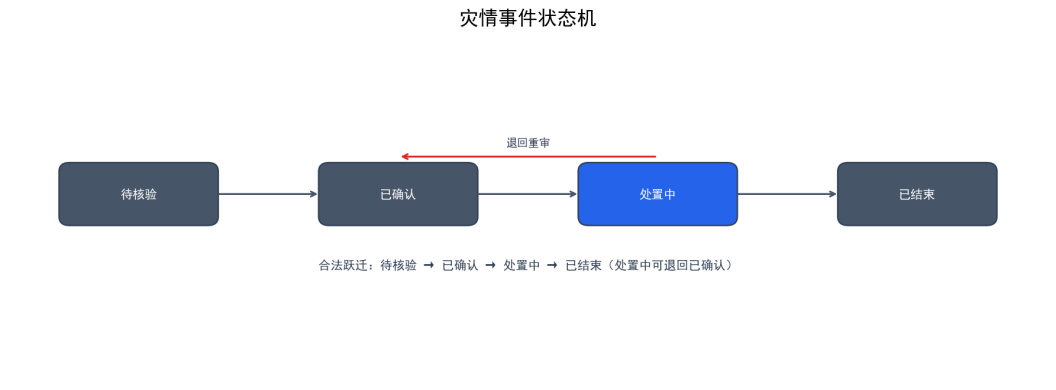 灾情事件状态机
退回重审
待核验
已确认
处置中
已结束
合法跃迁：待核验 → 已确认 → 处置中 → 已结束（处置中可退回已确认）